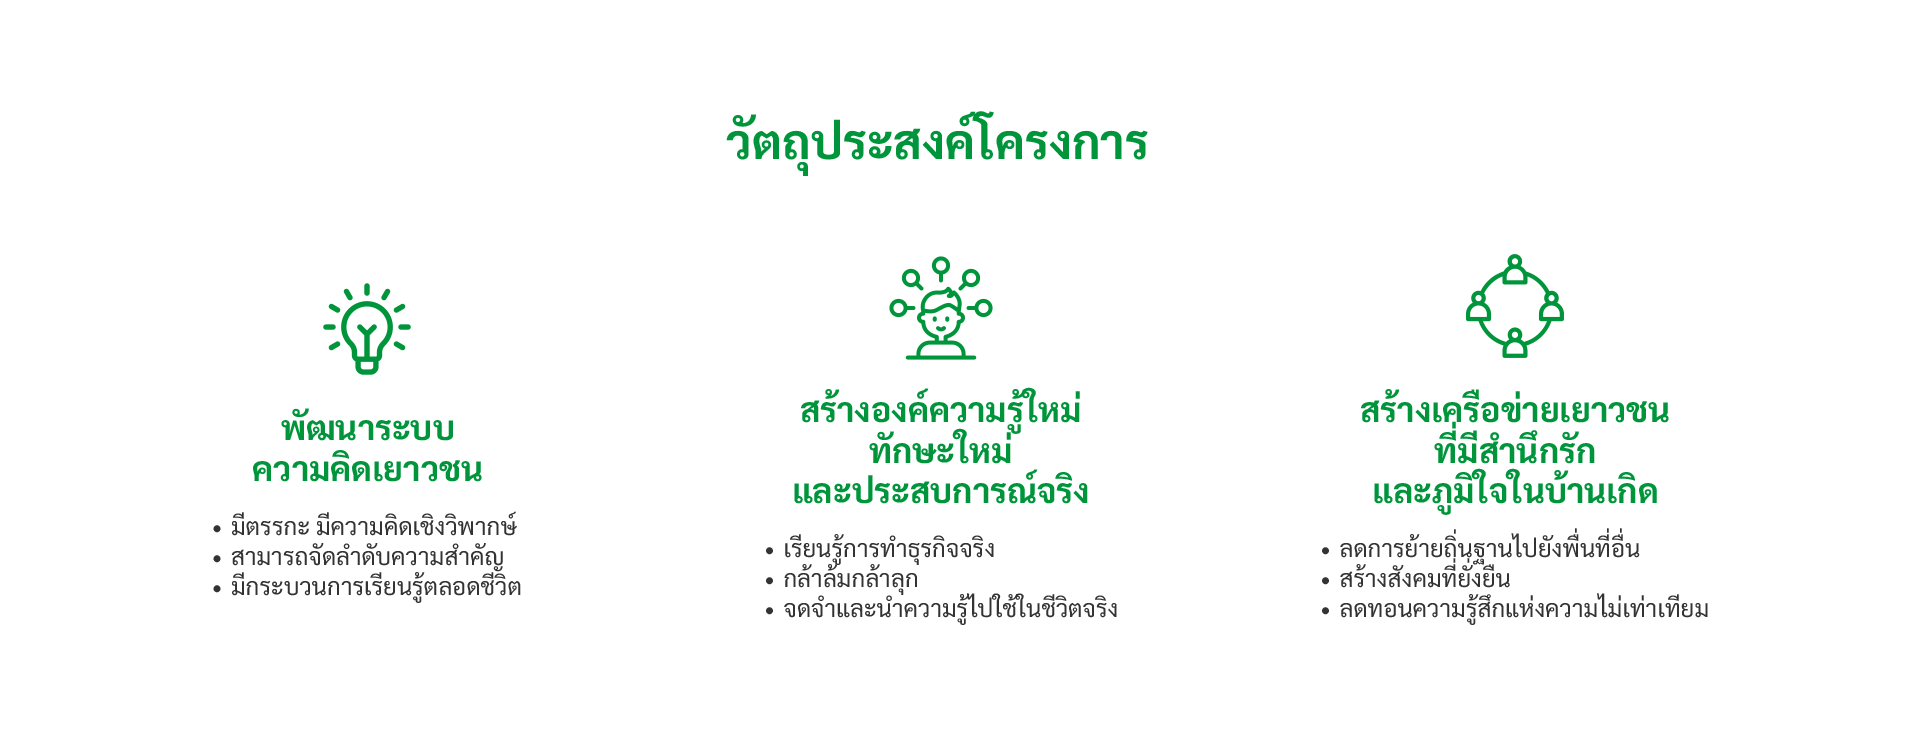 วัตถุประสงค์โครงการ
พัฒนาระบบ
ความคิดเยาวชน
• มีตรรกะ มีความคิดเชิงวิพากษ์
• สามารถจัดลำดับความสำคัญ
• มีกระบวนการเรียนรู้ตลอดชีวิต
สร้างองค์ความรู้ใหม่
ทักษะใหม่
และประสบการณ์จริง
• เรียนรู้การทำธุรกิจจริง
• กล้าล้มกล้าลุก
• จดจำและนำความรู้ไปใช้ในชีวิตจริง
สร้างเครือข่ายเยาวชน
ที่มีสำนึกรัก
และภูมิใจในบ้านเกิด
• ลดการย้ายถิ่นฐานไปยังพื่นที่อื่น
• สร้างสังคมที่ยั่งยืน
• ลดทอนความรู้สึกแห่งความไม่เท่าเทียม